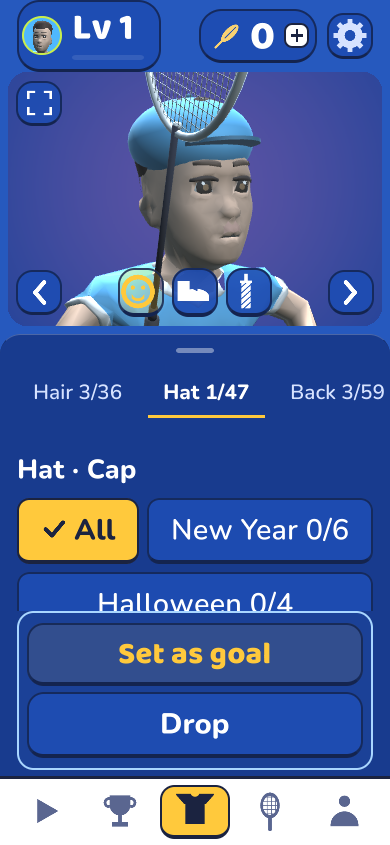 Lv 1
0
Hair 3/36
Hat 1/47
Back 3/59
Hat · Cap
All
New Year 0/6
Halloween 0/4
Set as goal
Drop